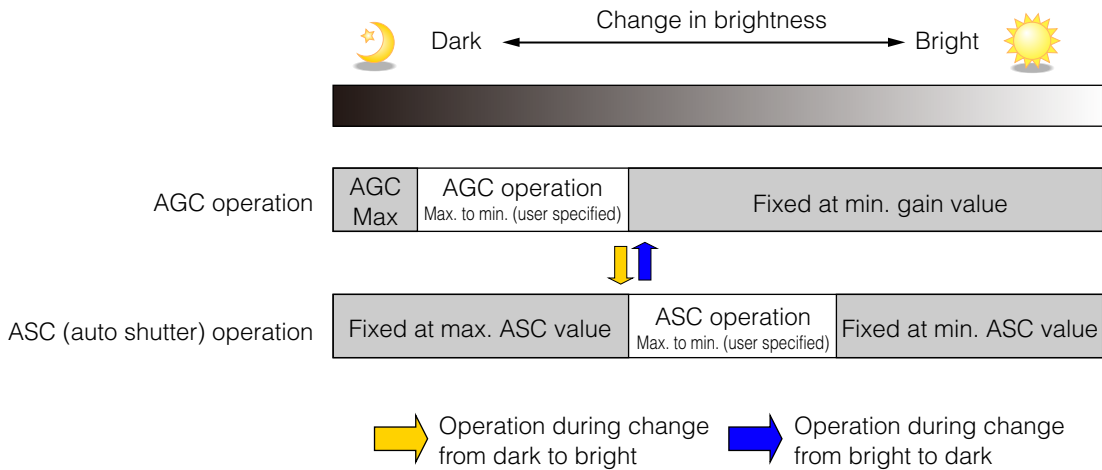 Change in brightness
Dark
Bright
AGC operation
AGC
Max
AGC operation
Max. to min. (user specified)
Fixed at min. gain value
ASC (auto shutter) operation
Fixed at max. ASC value
ASC operation
Max. to min. (user specified)
Fixed at min. ASC value
Operation during change
from dark to bright
Operation during change
from bright to dark